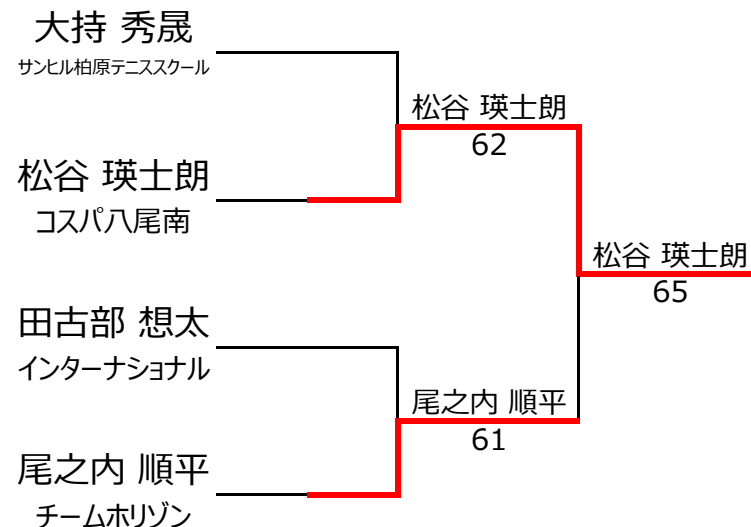 大持 秀晟
サンヒル柏原テニススクール
松谷 瑛士朗
62
松谷 瑛士朗
コスパ八尾南
松谷 瑛士朗
65
田古部 想太
インターナショナル
尾之内 順平
61
尾之内 順平
チームホリゾン